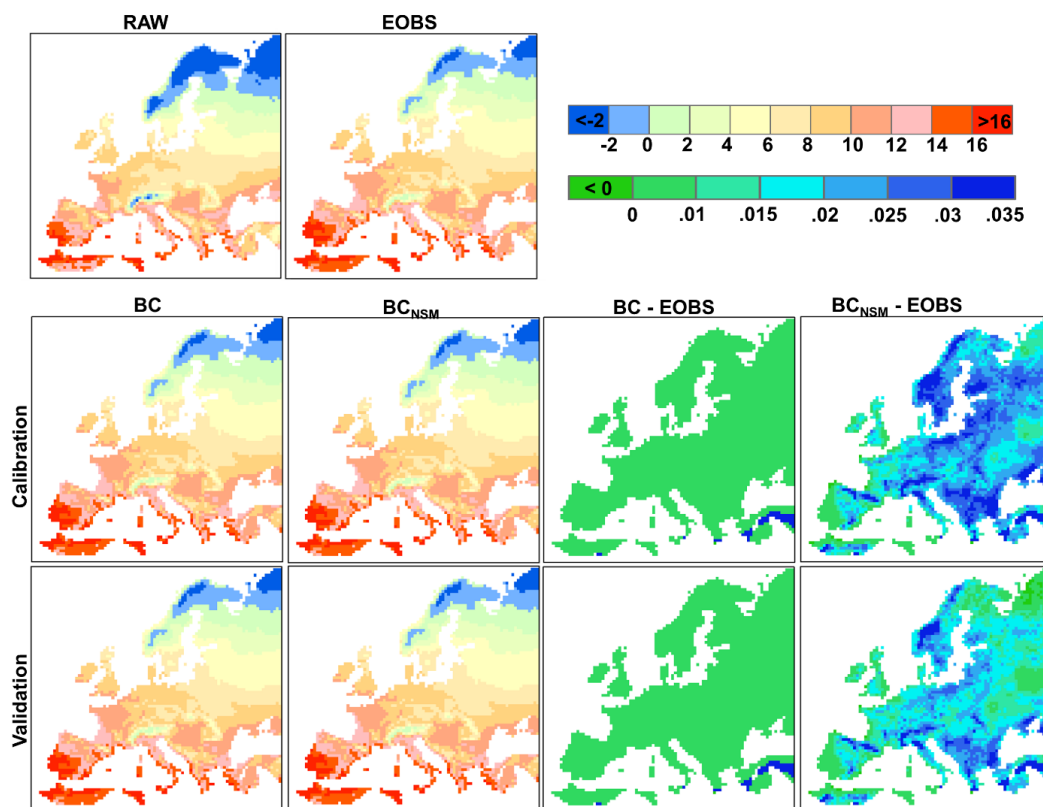 RAW
EOBS
<-2
>16
-2 0 2 4 6 8 10 12 14 16
< 0
0 .01 .015 .02 .025 .03 .035
BC
BCNSM
BC - EOBS
BCNSM - EOBS
Calibration
Validation